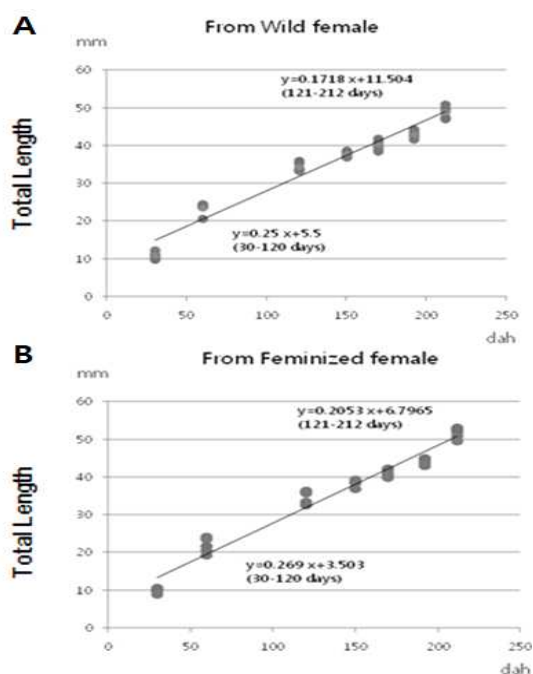 A
From Wild female
mm
60
50
40
30
20
10
0
Total Length
y=0.1718 x+11.504
(121-212 days)
y=0.25 x+5.5
(30-120 days)
0 50 100 150 200 250
dah
B
From Feminized female
mm
60
50
40
30
20
10
0
Total Length
y=0.2053 x+6.7965
(121-212 days)
y=0.269 x+3.503
(30-120 days)
0 50 100 150 200 250
dah